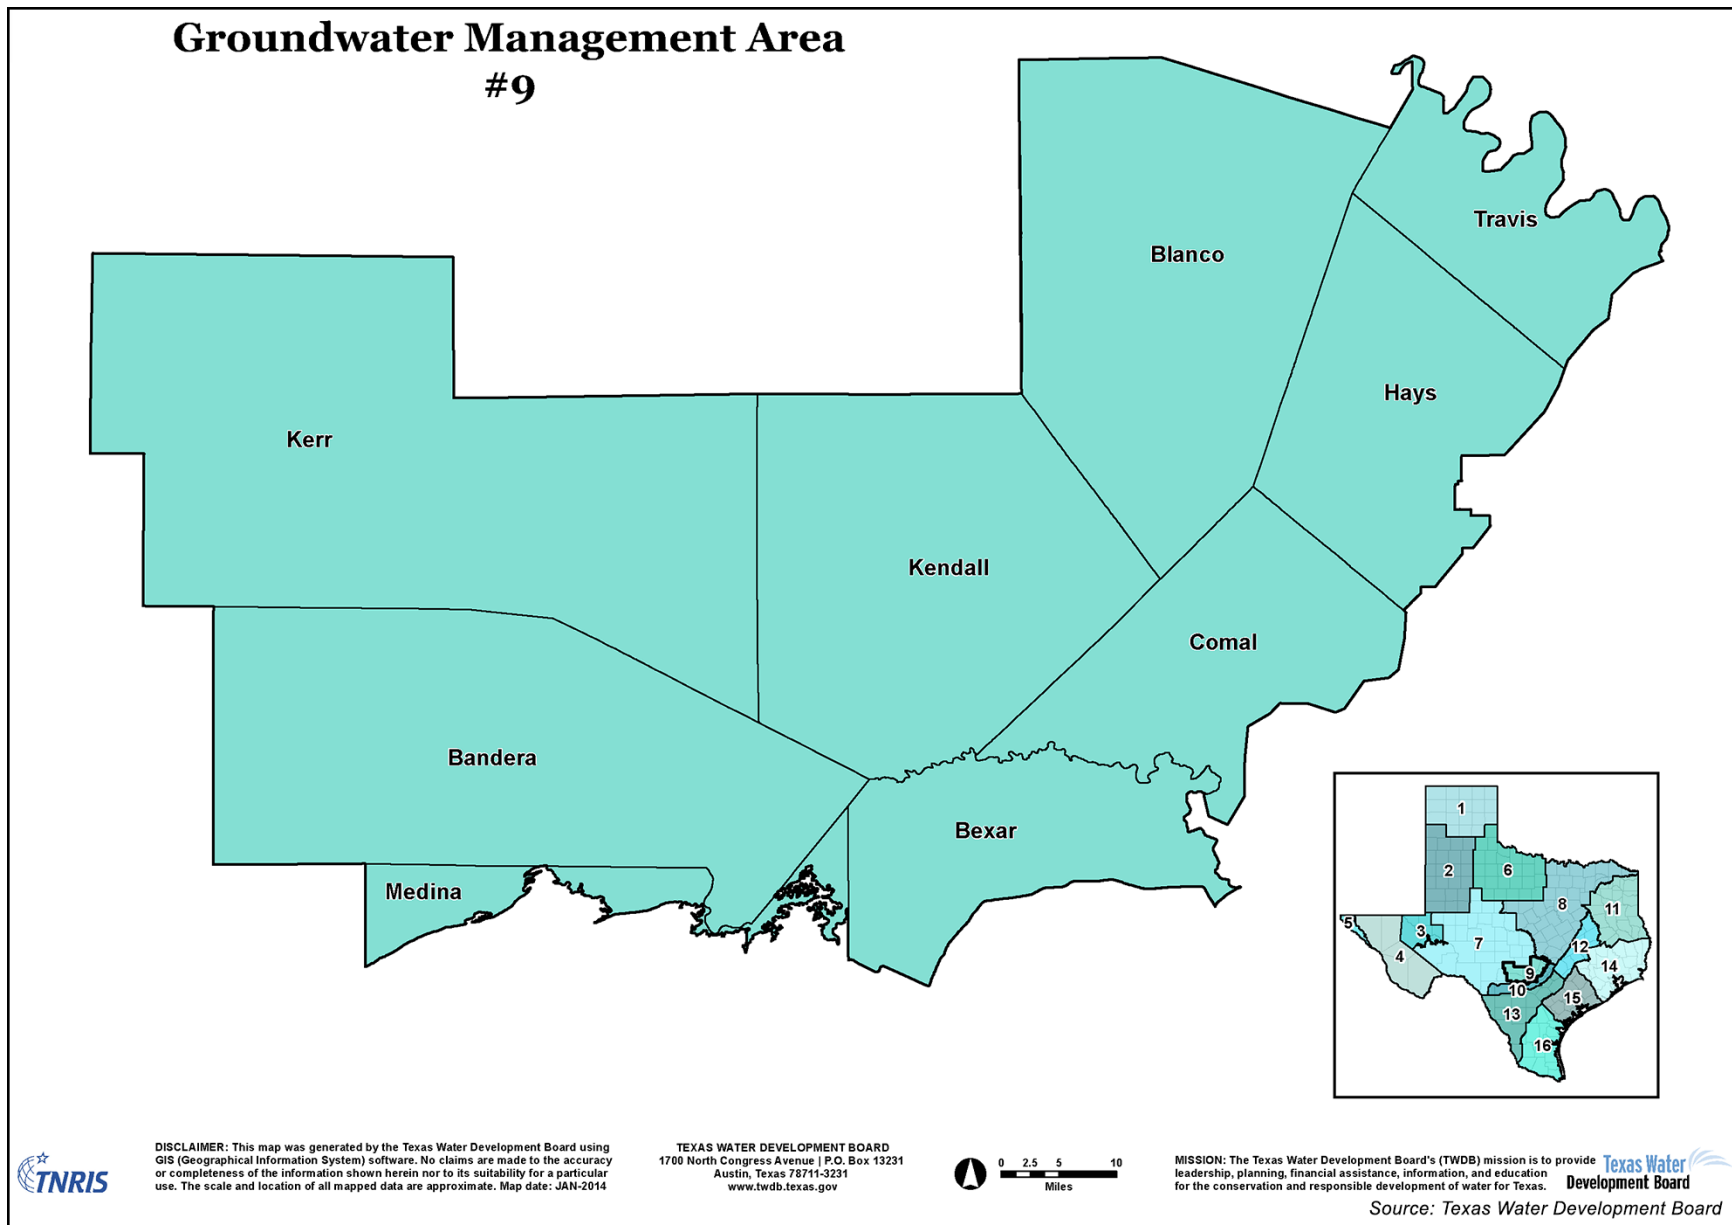 Groundwater Management Area
#9
Travis
Blanco
Hays
Kerr
Kendall
Comal
Bandera
Bexar
Medina
1
2
6
8
11
5
3
7
12
4
9
14
10
15
13
16
TNRIS
DISCLAIMER: This map was generated by the Texas Water Development Board using
GIS (Geographical Information System) software. No claims are made to the accuracy
or completeness of the information shown herein nor to its suitability for a particular
use. The scale and location of all mapped data are approximate. Map date: JAN-2014
TEXAS WATER DEVELOPMENT BOARD
1700 North Congress Avenue | P.O. Box 13231
Austin, Texas 78711-3231
www.twdb.texas.gov
0 2.5 5 10
Miles
MISSION: The Texas Water Development Board's (TWDB) mission is to provide
leadership, planning, financial assistance, information, and education
for the conservation and responsible development of water for Texas.
Texas Water
Development Board
Source: Texas Water Development Board